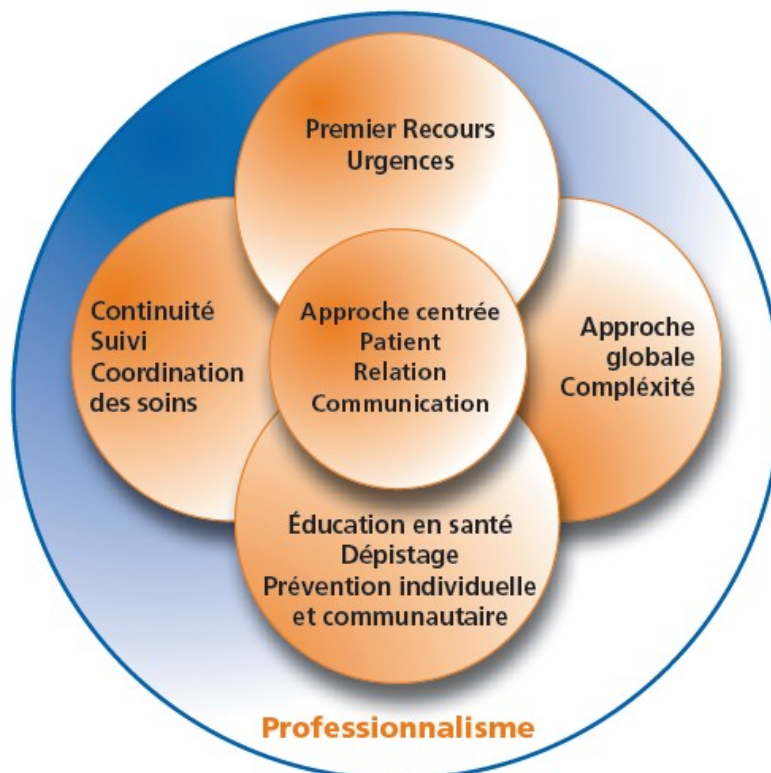 Premier Recours
Urgences
Continuité
Suivi
Coordination
des soins
Approche centrée
Patient
Relation
Communication
Approche
globale
Compléxité
Éducation en santé
Dépistage
Prévention individuelle
et communautaire
Professionnalisme